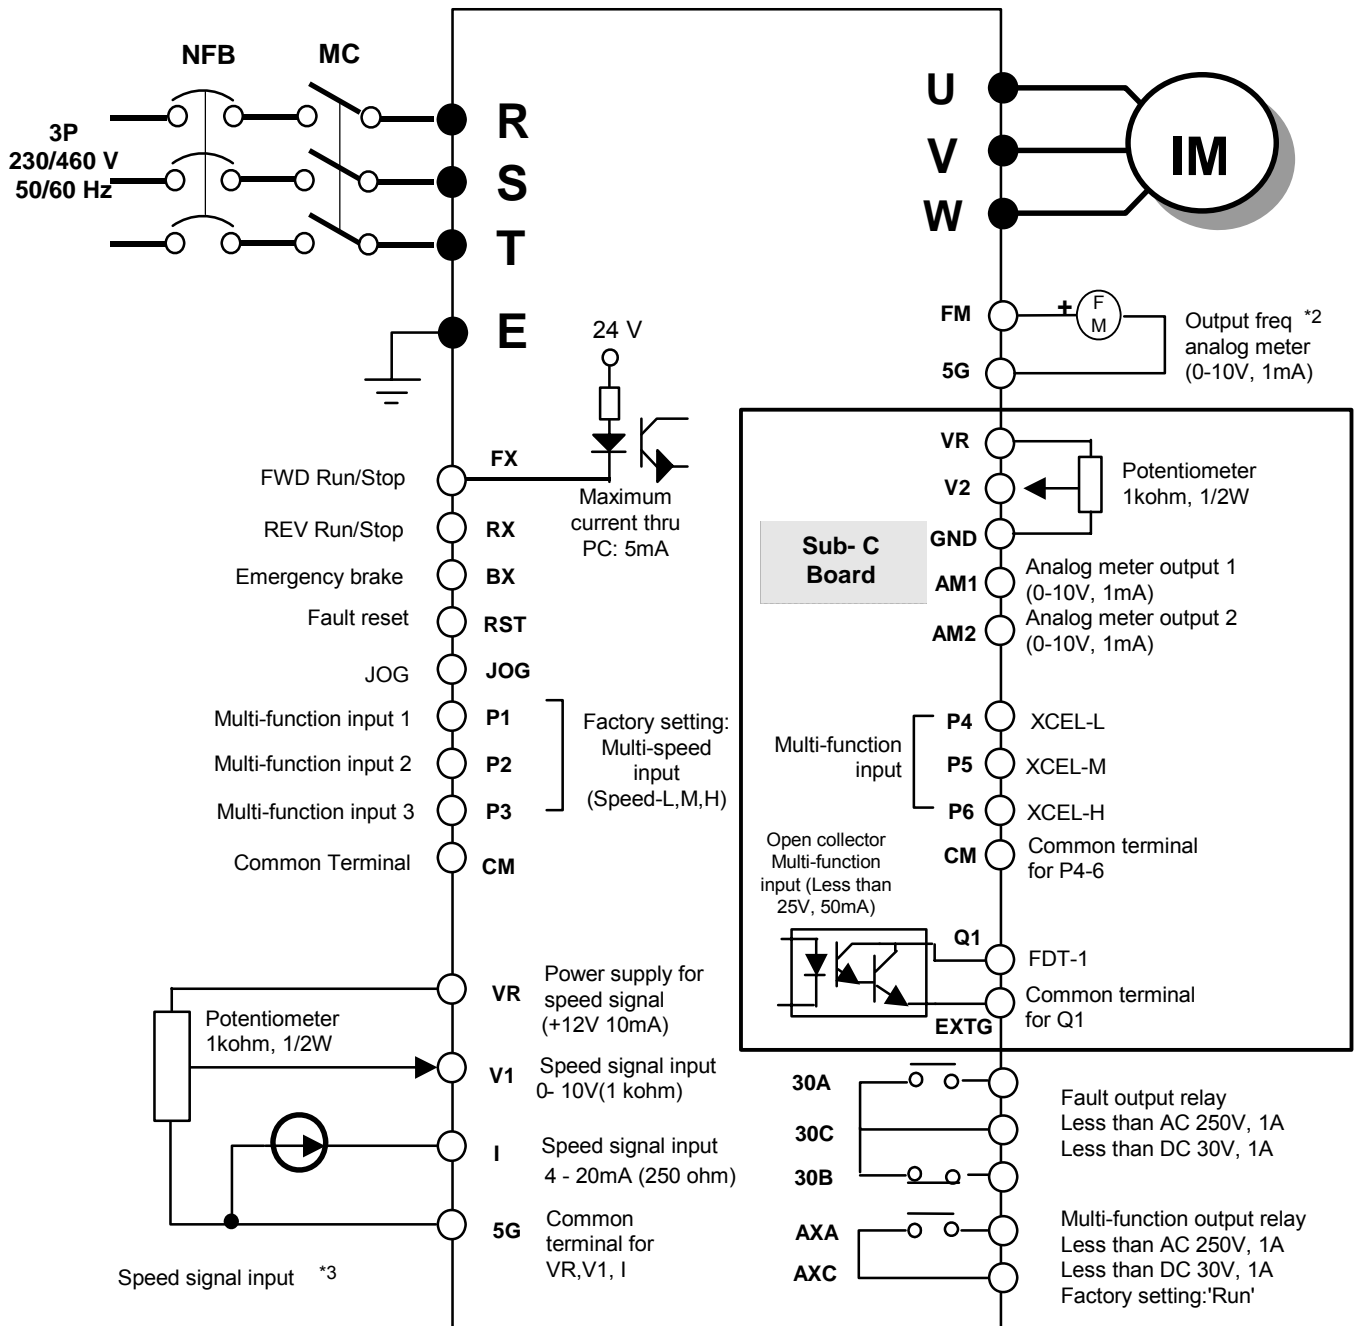 NFB
MC
3P
230/460 V
50/60 Hz
R
S
T
E
U
V
W
IM
24 V
FM
5G
+
F
M
Output freq *2
analog meter
(0-10V, 1mA)
FWD Run/Stop
FX
Maximum
current thru
PC: 5mA
REV Run/Stop
RX
Emergency brake
BX
Fault reset
RST
JOG
JOG
Multi-function input 1
P1
Multi-function input 2
P2
Multi-function input 3
P3
Factory setting:
Multi-speed
input
(Speed-L,M,H)
Common Terminal
CM
VR
Power supply for
speed signal
(+12V 10mA)
Potentiometer
1kohm, 1/2W
V1
Speed signal input
0- 10V(1 kohm)
I
Speed signal input
4 - 20mA (250 ohm)
5G
Common
terminal for
VR,V1, I
Speed signal input *3
VR
V2
GND
Potentiometer
1kohm, 1/2W
Sub- C
Board
AM1
Analog meter output 1
(0-10V, 1mA)
AM2
Analog meter output 2
(0-10V, 1mA)
Multi-function
input
P4
XCEL-L
P5
XCEL-M
P6
XCEL-H
CM
Common terminal
for P4-6
Open collector
Multi-function
input (Less than
25V, 50mA)
Q1
FDT-1
EXTG
Common terminal
for Q1
30A
30C
30B
Fault output relay
Less than AC 250V, 1A
Less than DC 30V, 1A
AXA
AXC
Multi-function output relay
Less than AC 250V, 1A
Less than DC 30V, 1A
Factory setting:'Run'